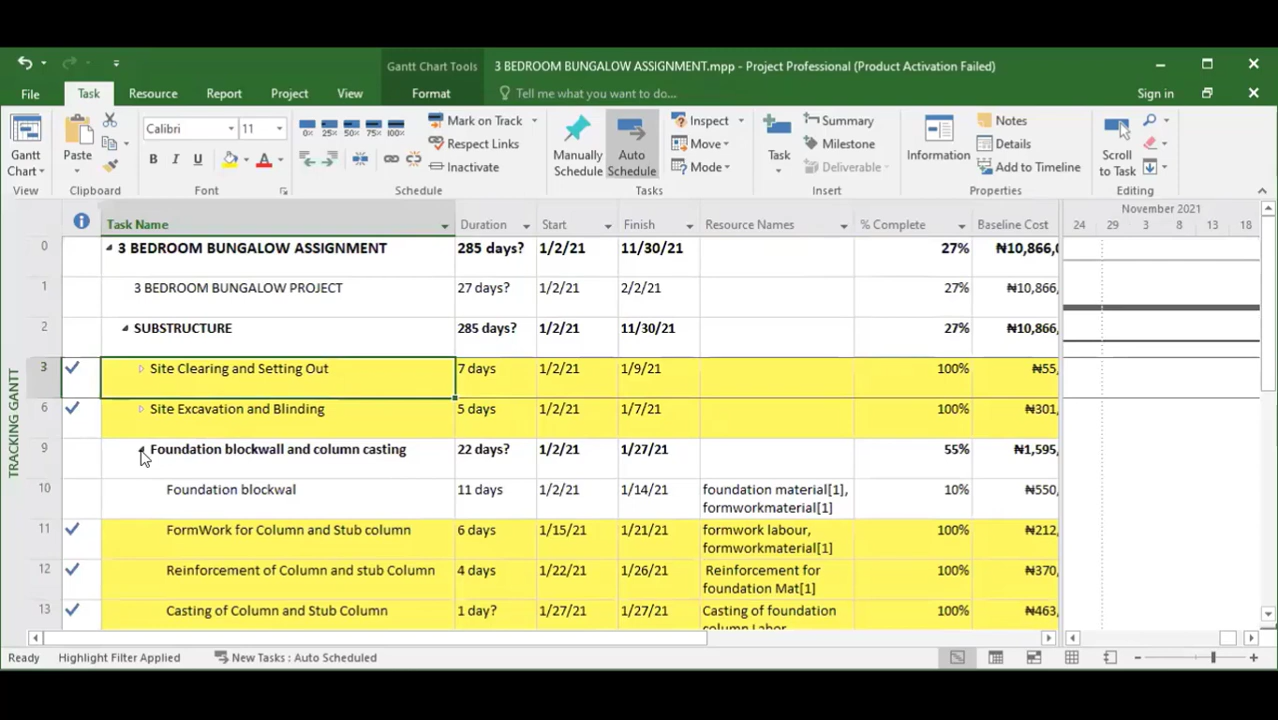 Gantt Chart Tools 3 BEDROOM BUNGALOW ASSIGNMENT.mpp - Project Professional (Product Activation Failed)
File Task Resource Report Project View Format Tell me what you want to do... Sign in
Gantt Chart
Paste
Calibri 11
B I U A
0% 25% 50% 75% 100%
Mark on Track
Respect Links
Inactivate
Manually Schedule
Auto Schedule
Inspect
Move
Mode
Task
Summary
Milestone
Deliverable
Information
Notes
Details
Add to Timeline
Scroll to Task
View Clipboard Font Schedule Tasks Insert Properties Editing
Task Name Duration Start Finish Resource Names % Complete Baseline Cost
November 2021
24 29 3 8 13 18
0 3 BEDROOM BUNGALOW ASSIGNMENT 285 days? 1/2/21 11/30/21 27% ₦10,866,0
1 3 BEDROOM BUNGALOW PROJECT 27 days? 1/2/21 2/2/21 27% ₦10,866,
2 SUBSTRUCTURE 285 days? 1/2/21 11/30/21 27% ₦10,866,
3 Site Clearing and Setting Out 7 days 1/2/21 1/9/21 100% ₦55,
6 Site Excavation and Blinding 5 days 1/2/21 1/7/21 100% ₦301,
9 Foundation blockwall and column casting 22 days? 1/2/21 1/27/21 55% ₦1,595,
10 Foundation blockwal 11 days 1/2/21 1/14/21 foundation material[1], 10% ₦550,
formworkmaterial[1]
11 FormWork for Column and Stub column 6 days 1/15/21 1/21/21 formwork labour, 100% ₦212,
formworkmaterial[1]
12 Reinforcement of Column and stub Column 4 days 1/22/21 1/26/21 Reinforcement for 100% ₦370,
foundation Mat[1]
13 Casting of Column and Stub Column 1 day? 1/27/21 1/27/21 Casting of foundation 100% ₦463,
column Labor
TRACKING GANTT
Ready Highlight Filter Applied New Tasks : Auto Scheduled